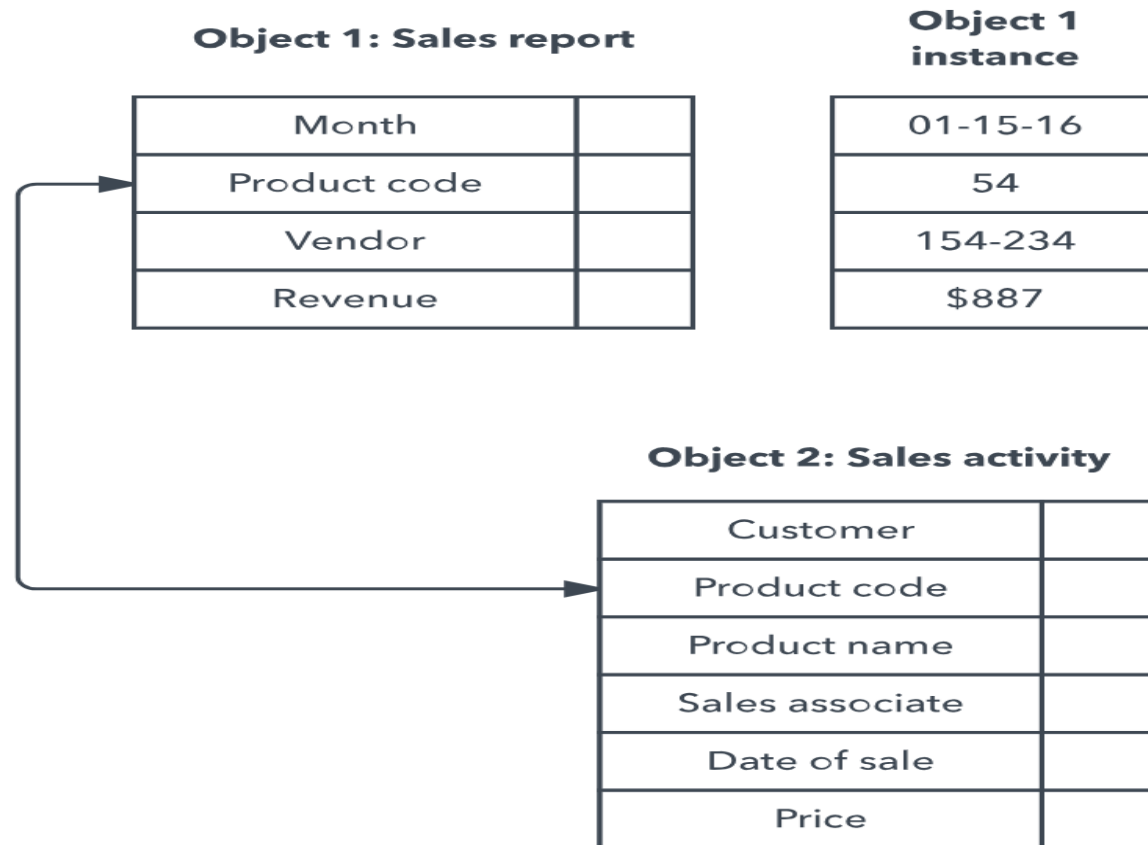 Object 1: Sales report
Object 1
instance
Month
Product code
Vendor
Revenue
01-15-16
54
154-234
$887
Object 2: Sales activity
Customer
Product code
Product name
Sales associate
Date of sale
Price